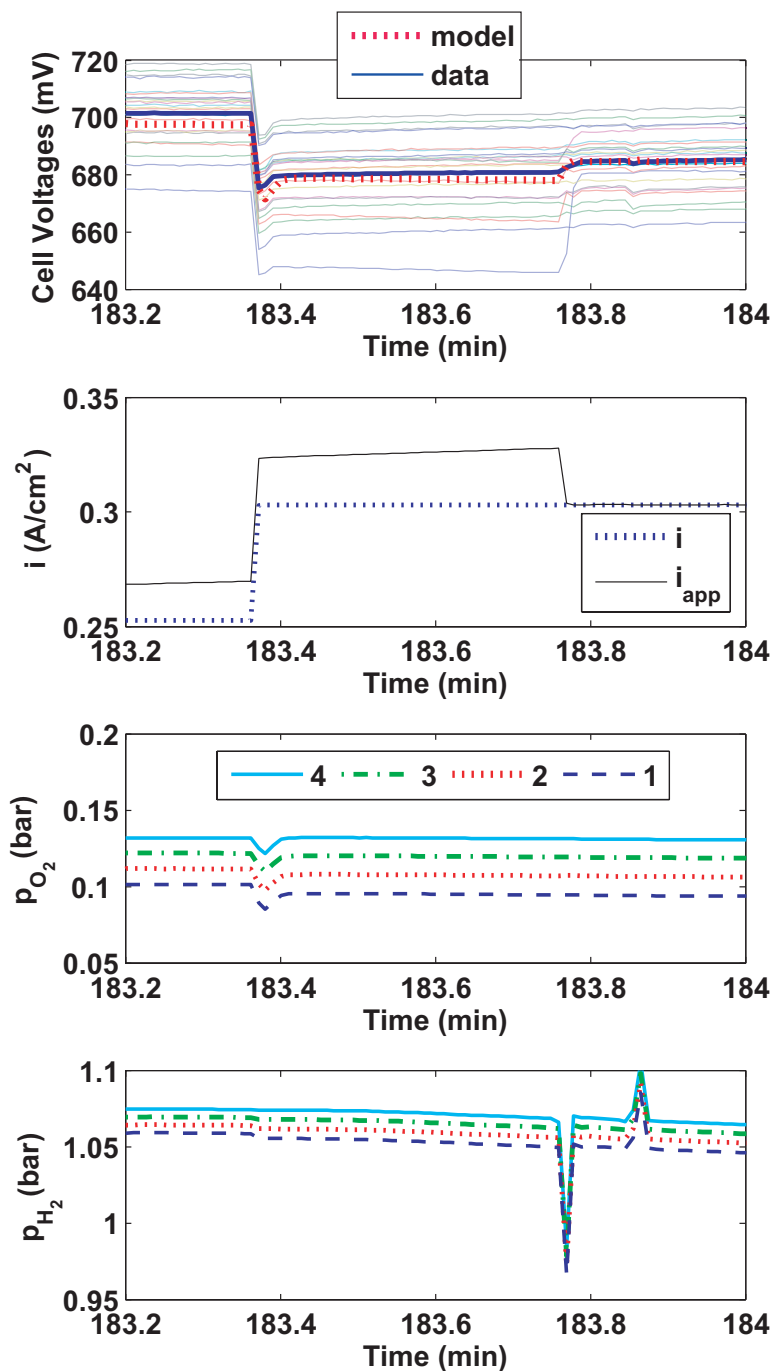 model
data
720
700
680
660
640
Cell Voltages (mV)
183.2 183.4 183.6 183.8 184
Time (min)
0.35
0.3
0.25
i (A/cm²)
i
i_app
183.2 183.4 183.6 183.8 184
Time (min)
0.2
0.15
0.1
0.05
p_O₂ (bar)
4 3 2 1
183.2 183.4 183.6 183.8 184
Time (min)
1.1
1.05
1
0.95
p_H₂ (bar)
183.2 183.4 183.6 183.8 184
Time (min)